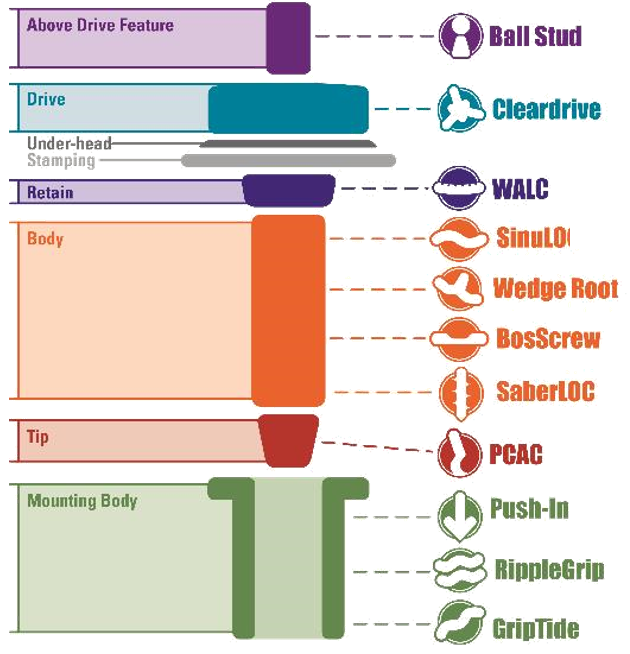 Above Drive Feature
Ball Stud
Drive
Cleardrive
Under-head
Stamping
Retain
WALC
Body
SinuLO
Wedge Root
BosScrew
SaberLOC
Tip
PCAC
Mounting Body
Push-In
RippleGrip
GripTide